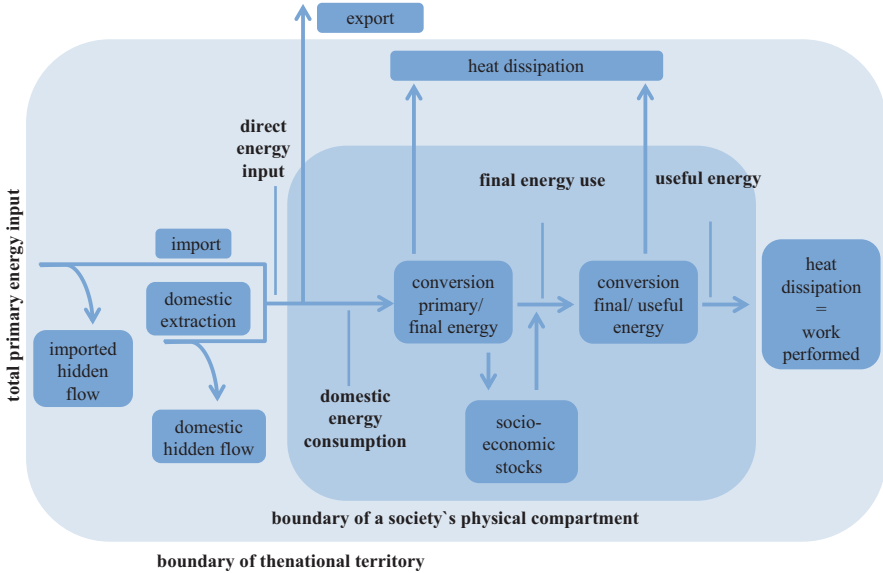 export
heat dissipation
direct
energy
input
final energy use
useful energy
total primary energy input
import
domestic
extraction
conversion
primary/
final energy
conversion
final/ useful
energy
heat
dissipation
=
work
performed
imported
hidden
flow
domestic
hidden flow
domestic
energy
consumption
socio-
economic
stocks
boundary of a society`s physical compartment
boundary of thenational territory